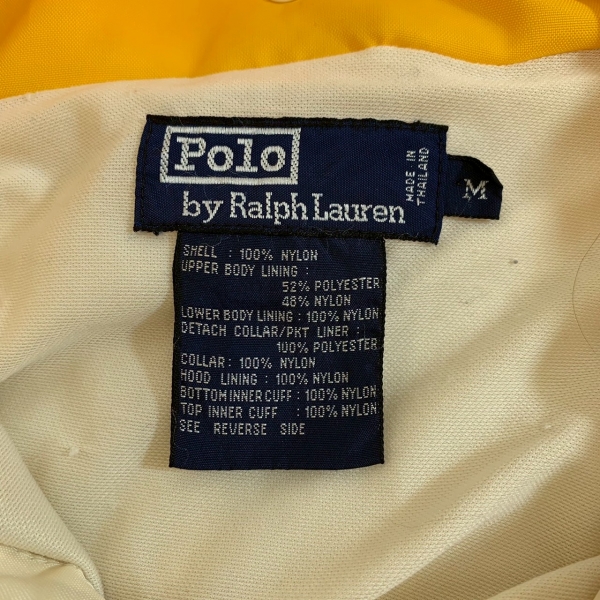 Polo
by Ralph Lauren
MADE IN
THAILAND
M
SHELL : 100% NYLON
UPPER BODY LINING :
52% POLYESTER
48% NYLON
LOWER BODY LINING : 100% NYLON
DETACH COLLAR/PKT LINER :
100% POLYESTER
COLLAR : 100% NYLON
HOOD LINING : 100% NYLON
BOTTOM INNER CUFF : 100% NYLON
TOP INNER CUFF : 100% NYLON
SEE REVERSE SIDE